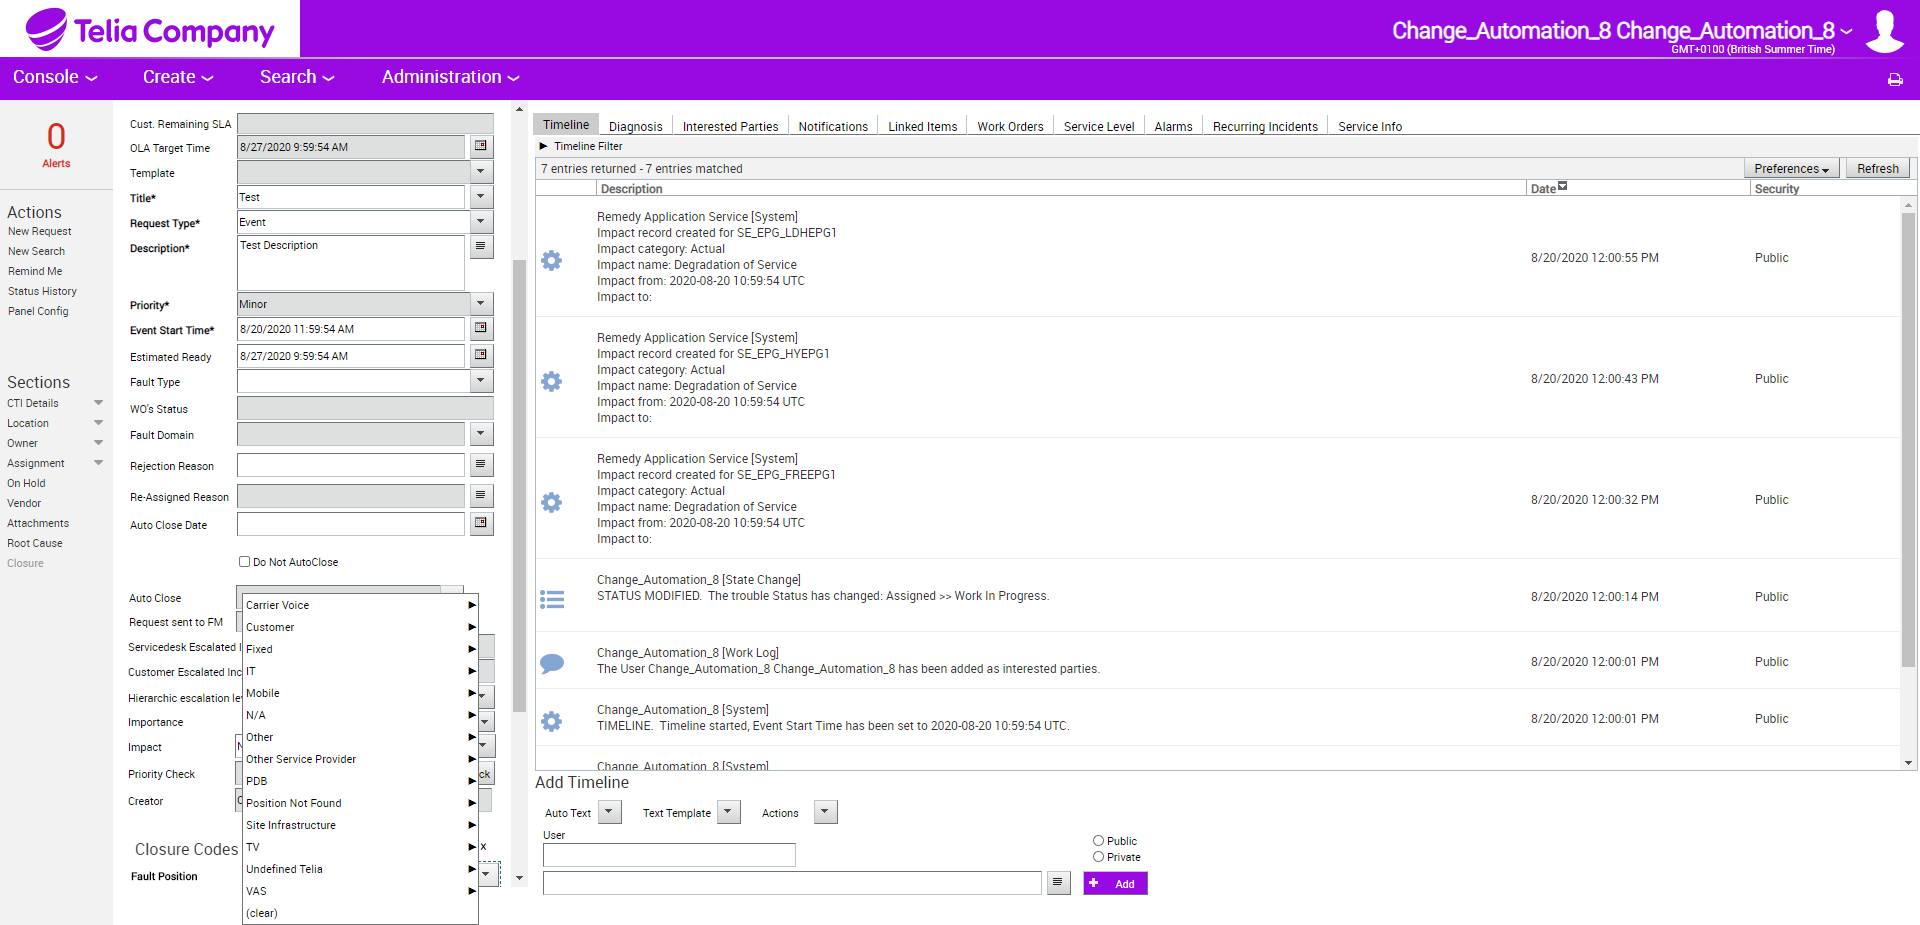 Telia Company
Change_Automation_8 Change_Automation_8
GMT+0100 (British Summer Time)
Console
Create
Search
Administration
0
Alerts
Actions
New Request
New Search
Remind Me
Status History
Panel Config
Sections
CTI Details
Location
Owner
Assignment
On Hold
Vendor
Attachments
Root Cause
Closure
Cust. Remaining SLA
OLA Target Time 8/27/2020 9:59:54 AM
Template
Title* Test
Request Type* Event
Description* Test Description
Priority* Minor
Event Start Time* 8/20/2020 11:59:54 AM
Estimated Ready 8/27/2020 9:59:54 AM
Fault Type
WO's Status
Fault Domain
Rejection Reason
Re-Assigned Reason
Auto Close Date
Do Not AutoClose
Auto Close
Request sent to FM
Servicedesk Escalated I
Customer Escalated Inc
Hierarchic escalation le
Importance
Impact
Priority Check ck
Creator
Closure Codes x
Fault Position
Carrier Voice
Customer
Fixed
IT
Mobile
N/A
Other
Other Service Provider
PDB
Position Not Found
Site Infrastructure
TV
Undefined Telia
VAS
(clear)
Timeline Diagnosis Interested Parties Notifications Linked Items Work Orders Service Level Alarms Recurring Incidents Service Info
Timeline Filter
7 entries returned - 7 entries matched Preferences Refresh
Description Date Security
Remedy Application Service [System]
Impact record created for SE_EPG_LDHEPG1
Impact category: Actual
Impact name: Degradation of Service
Impact from: 2020-08-20 10:59:54 UTC
Impact to:
8/20/2020 12:00:55 PM Public
Remedy Application Service [System]
Impact record created for SE_EPG_HYEPG1
Impact category: Actual
Impact name: Degradation of Service
Impact from: 2020-08-20 10:59:54 UTC
Impact to:
8/20/2020 12:00:43 PM Public
Remedy Application Service [System]
Impact record created for SE_EPG_FREEPG1
Impact category: Actual
Impact name: Degradation of Service
Impact from: 2020-08-20 10:59:54 UTC
Impact to:
8/20/2020 12:00:32 PM Public
Change_Automation_8 [State Change]
STATUS MODIFIED. The trouble Status has changed: Assigned >> Work In Progress.
8/20/2020 12:00:14 PM Public
Change_Automation_8 [Work Log]
The User Change_Automation_8 Change_Automation_8 has been added as interested parties.
8/20/2020 12:00:01 PM Public
Change_Automation_8 [System]
TIMELINE. Timeline started, Event Start Time has been set to 2020-08-20 10:59:54 UTC.
8/20/2020 12:00:01 PM Public
Change_Automation_8 [System]
Add Timeline
Auto Text Text Template Actions
User
Public
Private
Add